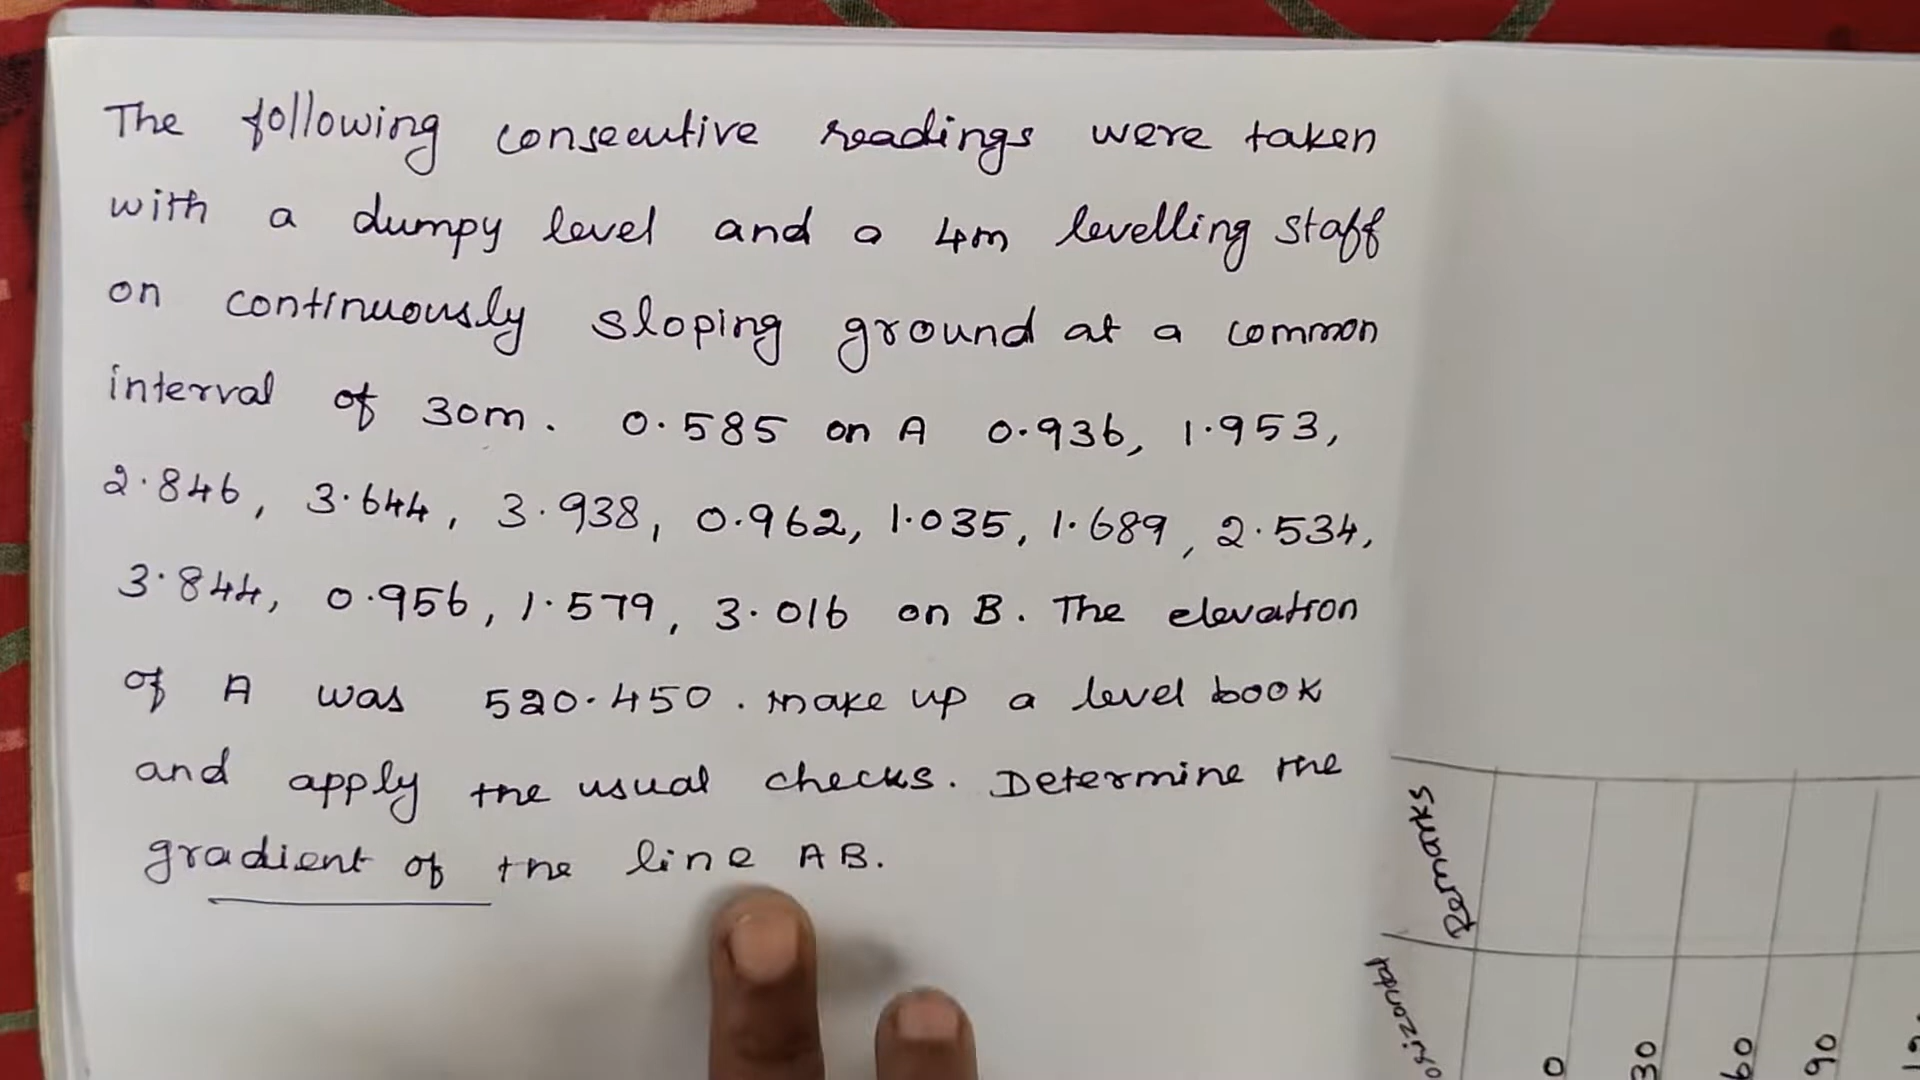 The following consecutive readings were taken
with a dumpy level and a 4m levelling staff
on continuously sloping ground at a common
interval of 30m. 0.585 on A 0.936, 1.953,
2.846, 3.644, 3.938, 0.962, 1.035, 1.689, 2.534,
3.844, 0.956, 1.579, 3.016 on B. The elevation
of A was 520.450. make up a level book
and apply the usual checks. Determine the
gradient of the line AB.
Remarks
0
30
60
90